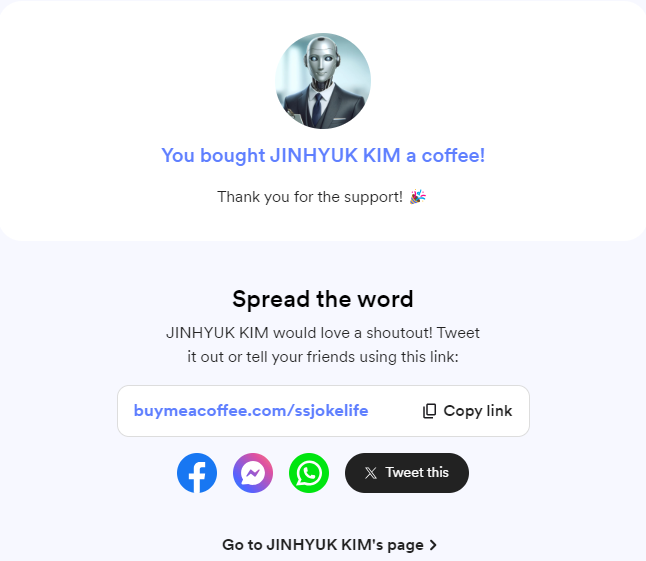 You bought JINHYUK KIM a coffee!
Thank you for the support! 🎉
Spread the word
JINHYUK KIM would love a shoutout! Tweet
it out or tell your friends using this link:
buymeacoffee.com/ssjokelife
Copy link
Tweet this
Go to JINHYUK KIM's page